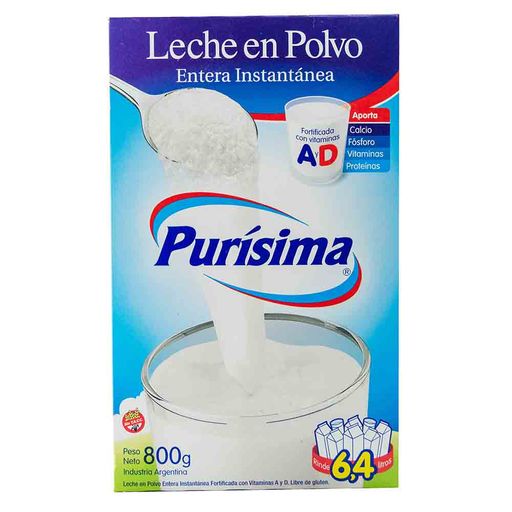 Leche en Polvo
Entera Instantánea
Fortificada
con vitaminas
A y D
Aporta
Calcio
Fósforo
Vitaminas
Proteínas
Purísima®
Sin T.A.C.C.
Peso
Neto 800g
Industria Argentina
Rinde 6,4 litros
Leche en Polvo Entera Instantánea Fortificada con Vitaminas A y D. Libre de gluten.